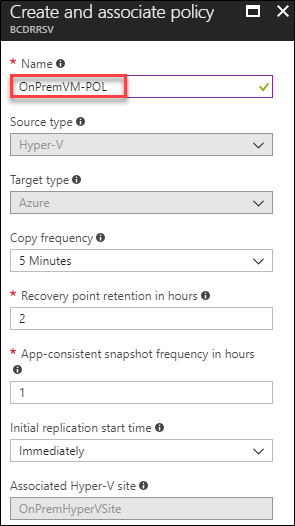 Create and associate policy
BCDRRSV
* Name
OnPremVM-POL
Source type
Hyper-V
Target type
Azure
Copy frequency
5 Minutes
* Recovery point retention in hours
2
* App-consistent snapshot frequency in hours
1
Initial replication start time
Immediately
Associated Hyper-V site
OnPremHyperVSite